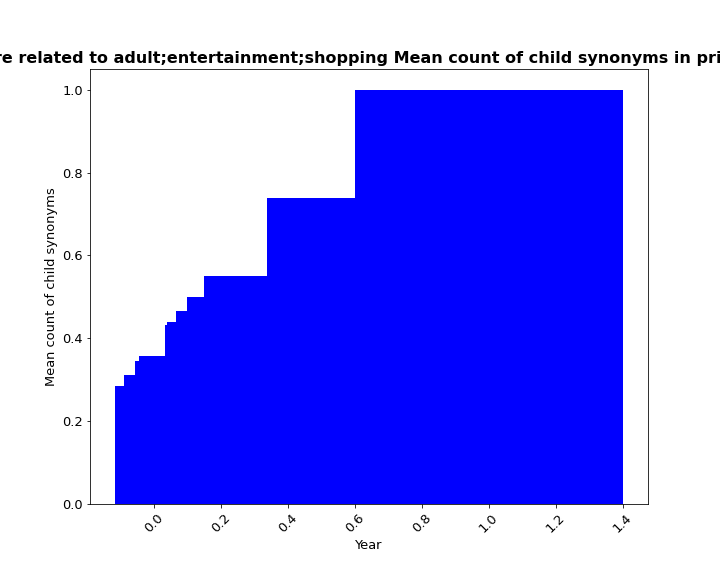 related to adult;entertainment;shopping Mean count of child synonyms in
1.0
0.8
0.6
0.4
0.2
0.0
Mean count of child synonyms
0.0 0.2 0.4 0.6 0.8 1.0 1.2 1.4
Year